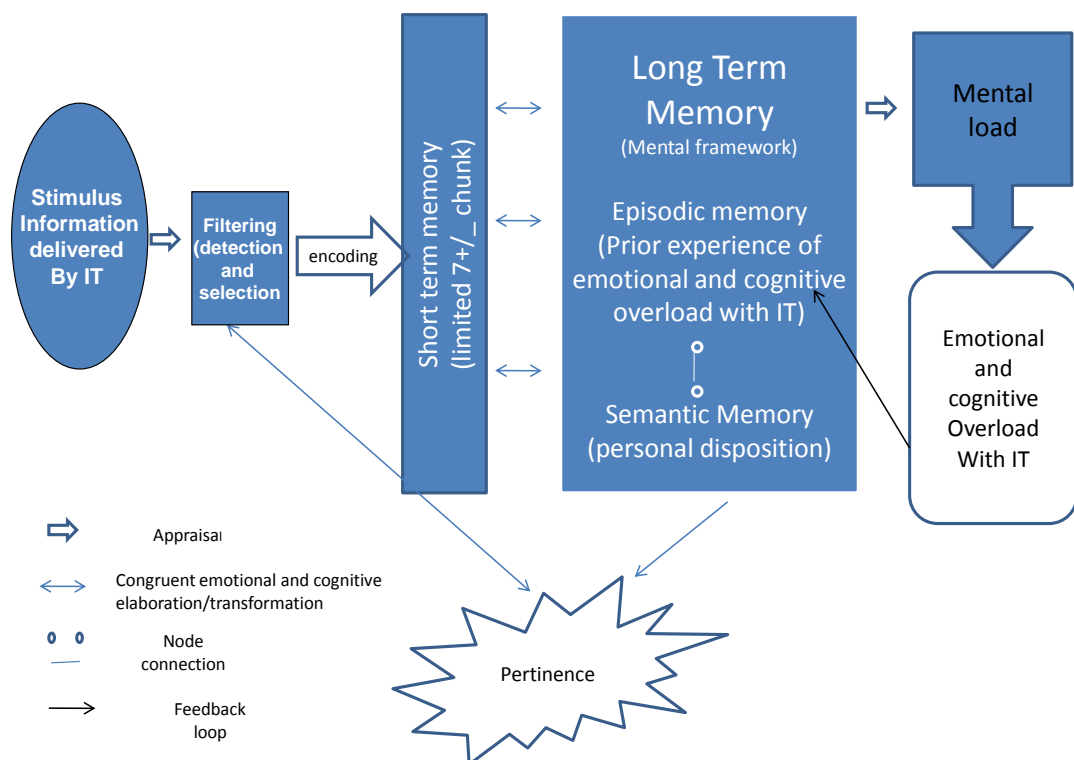 Stimulus
Information
delivered
By IT
Filtering
(detection
and
selection
encoding
Short term memory
(limited 7+/_ chunk)
Long Term
Memory
(Mental framework)
Episodic memory
(Prior experience of
emotional and cognitive
overload with IT)
Semantic Memory
(personal disposition)
Mental
load
Emotional
and
cognitive
Overload
With IT
Appraisal
Congruent emotional and cognitive
elaboration/transformation
Node
connection
Feedback
loop
Pertinence